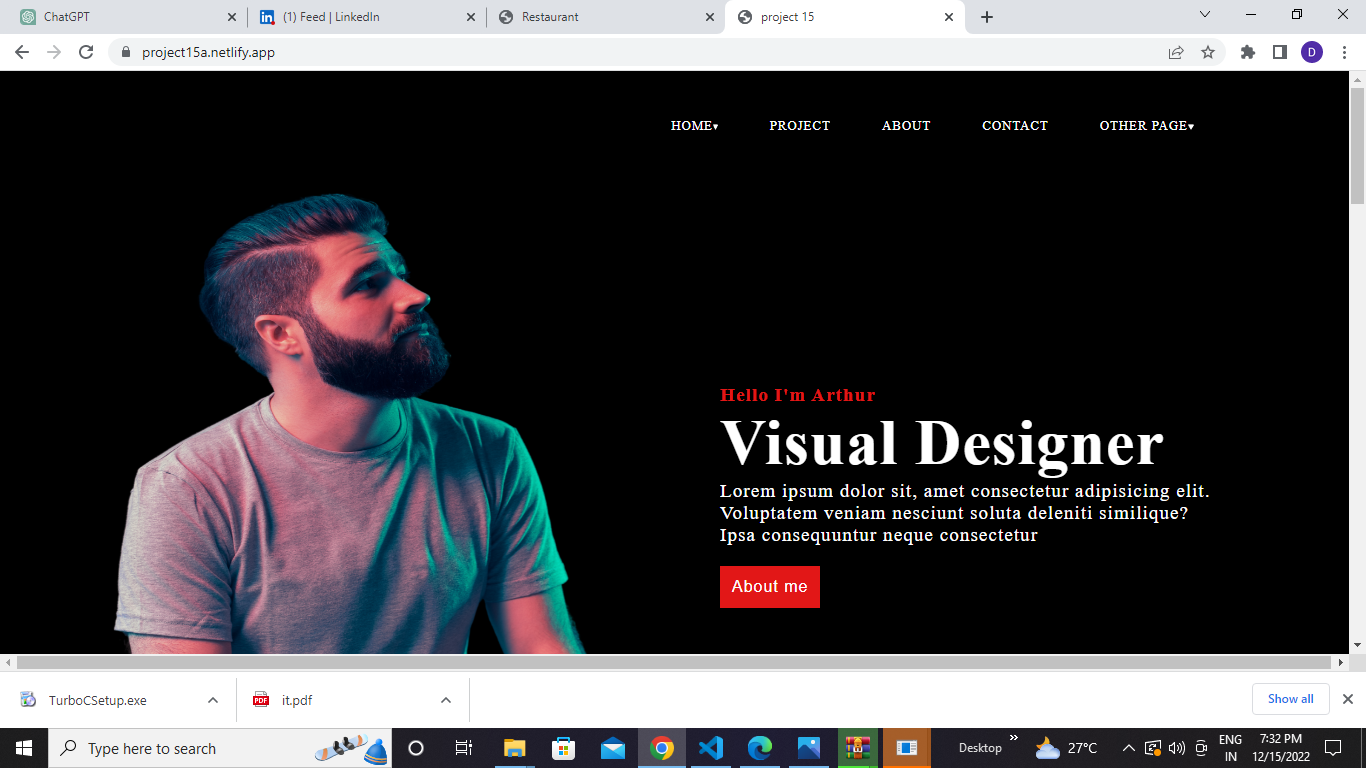 ChatGPT
(1) Feed | LinkedIn
Restaurant
project 15
project15a.netlify.app
D
HOME▾ PROJECT ABOUT CONTACT OTHER PAGE▾
Hello I'm Arthur
Visual Designer
Lorem ipsum dolor sit, amet consectetur adipisicing elit.
Voluptatem veniam nesciunt soluta deleniti similique?
Ipsa consequuntur neque consectetur
About me
TurboCSetup.exe
PDF
it.pdf
Show all
Type here to search
Desktop
27°C
ENG
IN
7:32 PM
12/15/2022